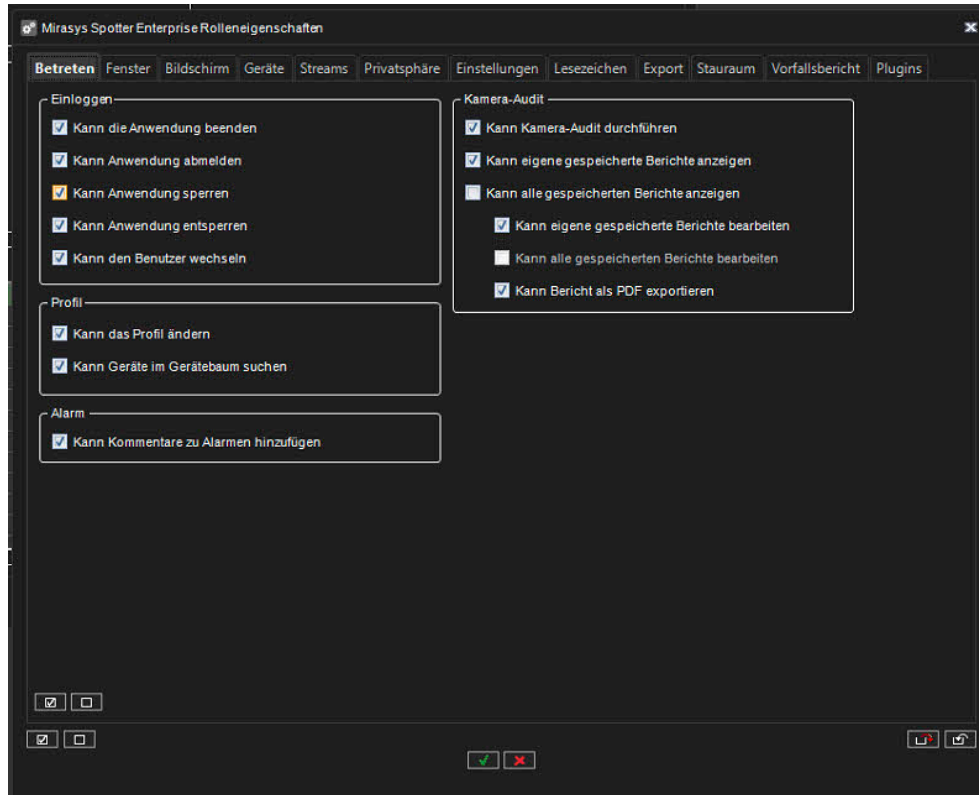 Mirasys Spotter Enterprise Rolleneigenschaften
Betreten Fenster Bildschirm Geräte Streams Privatsphäre Einstellungen Lesezeichen Export Stauraum Vorfallsbericht Plugins
Einloggen
Kann die Anwendung beenden
Kann Anwendung abmelden
Kann Anwendung sperren
Kann Anwendung entsperren
Kann den Benutzer wechseln
Profil
Kann das Profil ändern
Kann Geräte im Gerätebaum suchen
Alarm
Kann Kommentare zu Alarmen hinzufügen
Kamera-Audit
Kann Kamera-Audit durchführen
Kann eigene gespeicherte Berichte anzeigen
Kann alle gespeicherten Berichte anzeigen
Kann eigene gespeicherte Berichte bearbeiten
Kann alle gespeicherten Berichte bearbeiten
Kann Bericht als PDF exportieren